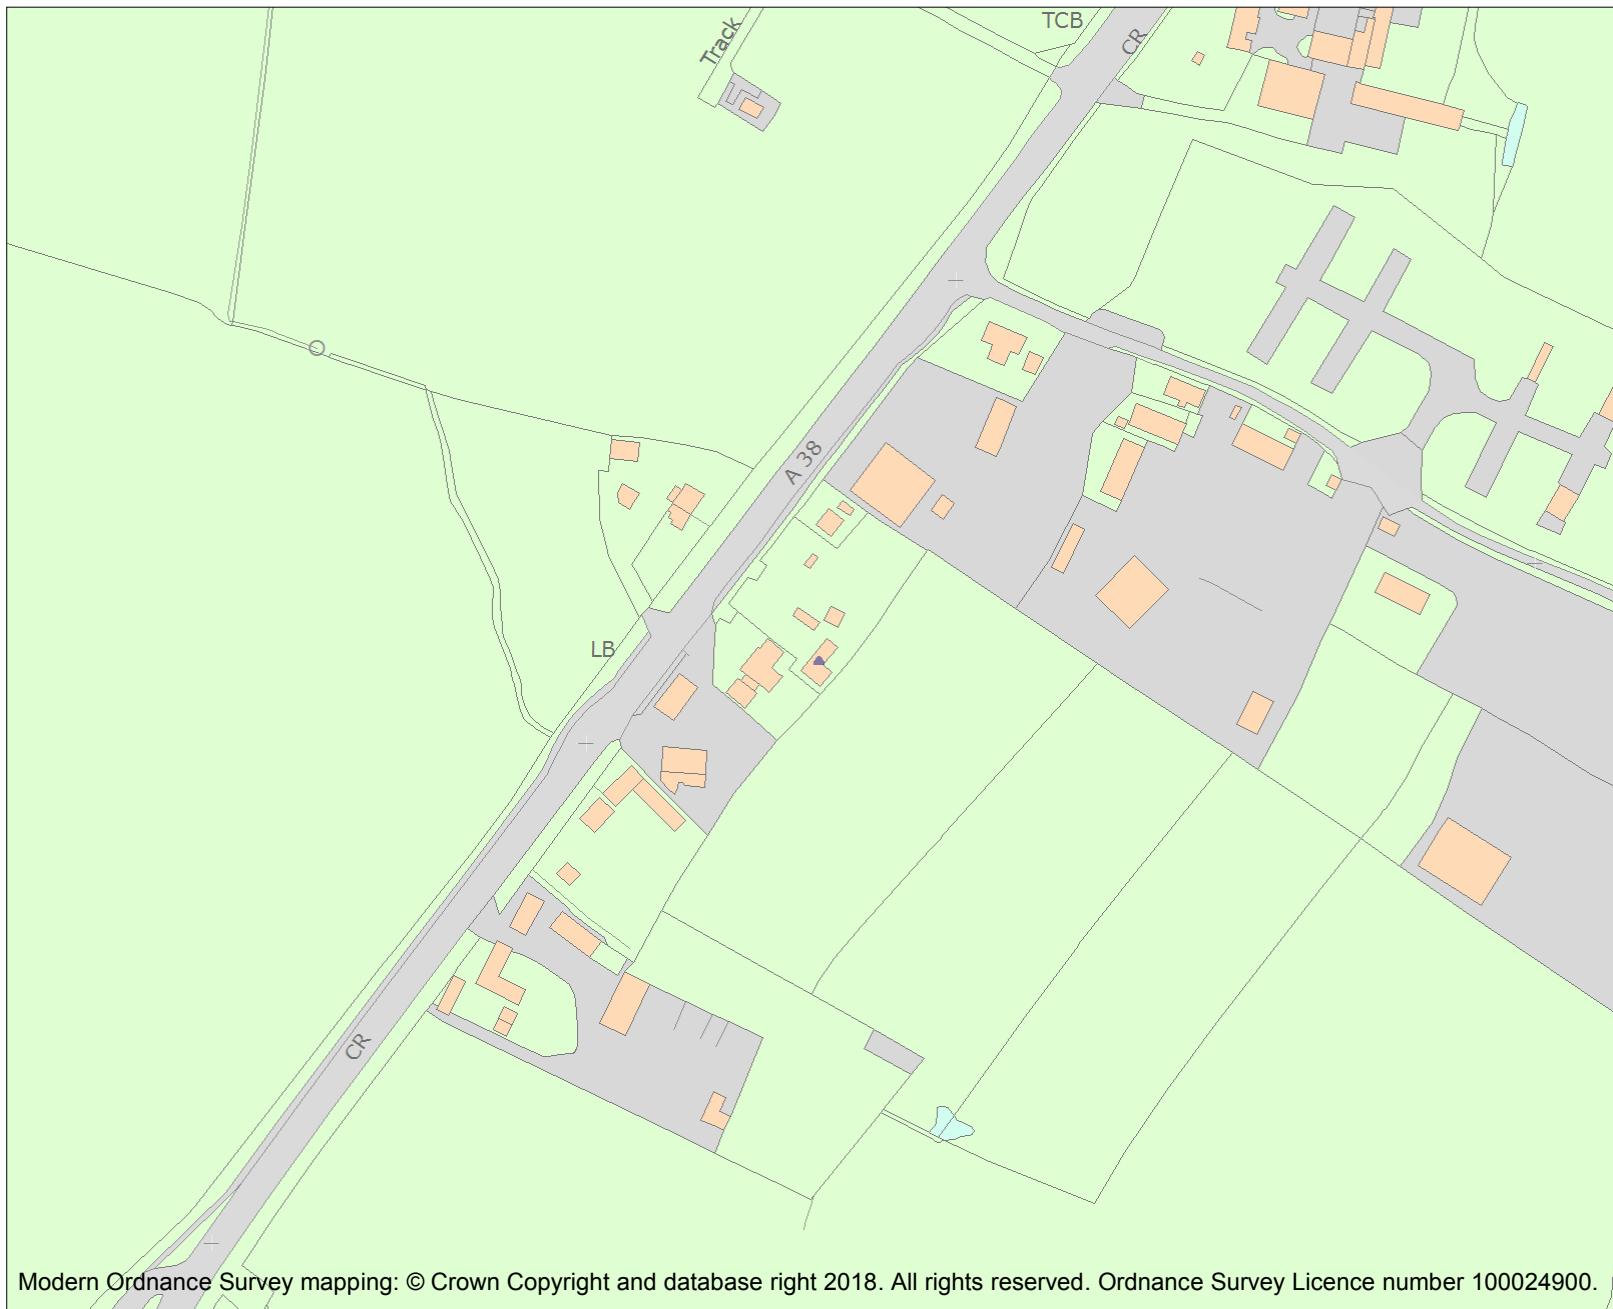 TCB
CR
Track
A 38
LB
CR
Modern Ordnance Survey mapping: © Crown Copyright and database right 2018. All rights reserved. Ordnance Survey Licence number 100024900.